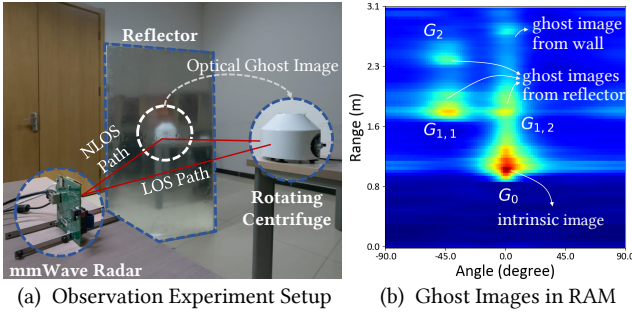 Reflector
Optical Ghost Image
NLOS
Path
LOS Path
Rotating
Centrifuge
mmWave Radar
(a) Observation Experiment Setup
3.1
2.3
1.6
0.8
0.0
Range (m)
-90.0 -45.0 0.0 45.0 90.0
Angle (degree)
G2
ghost image
from wall
ghost images
from reflector
G1, 1
G1, 2
G0
intrinsic image
(b) Ghost Images in RAM